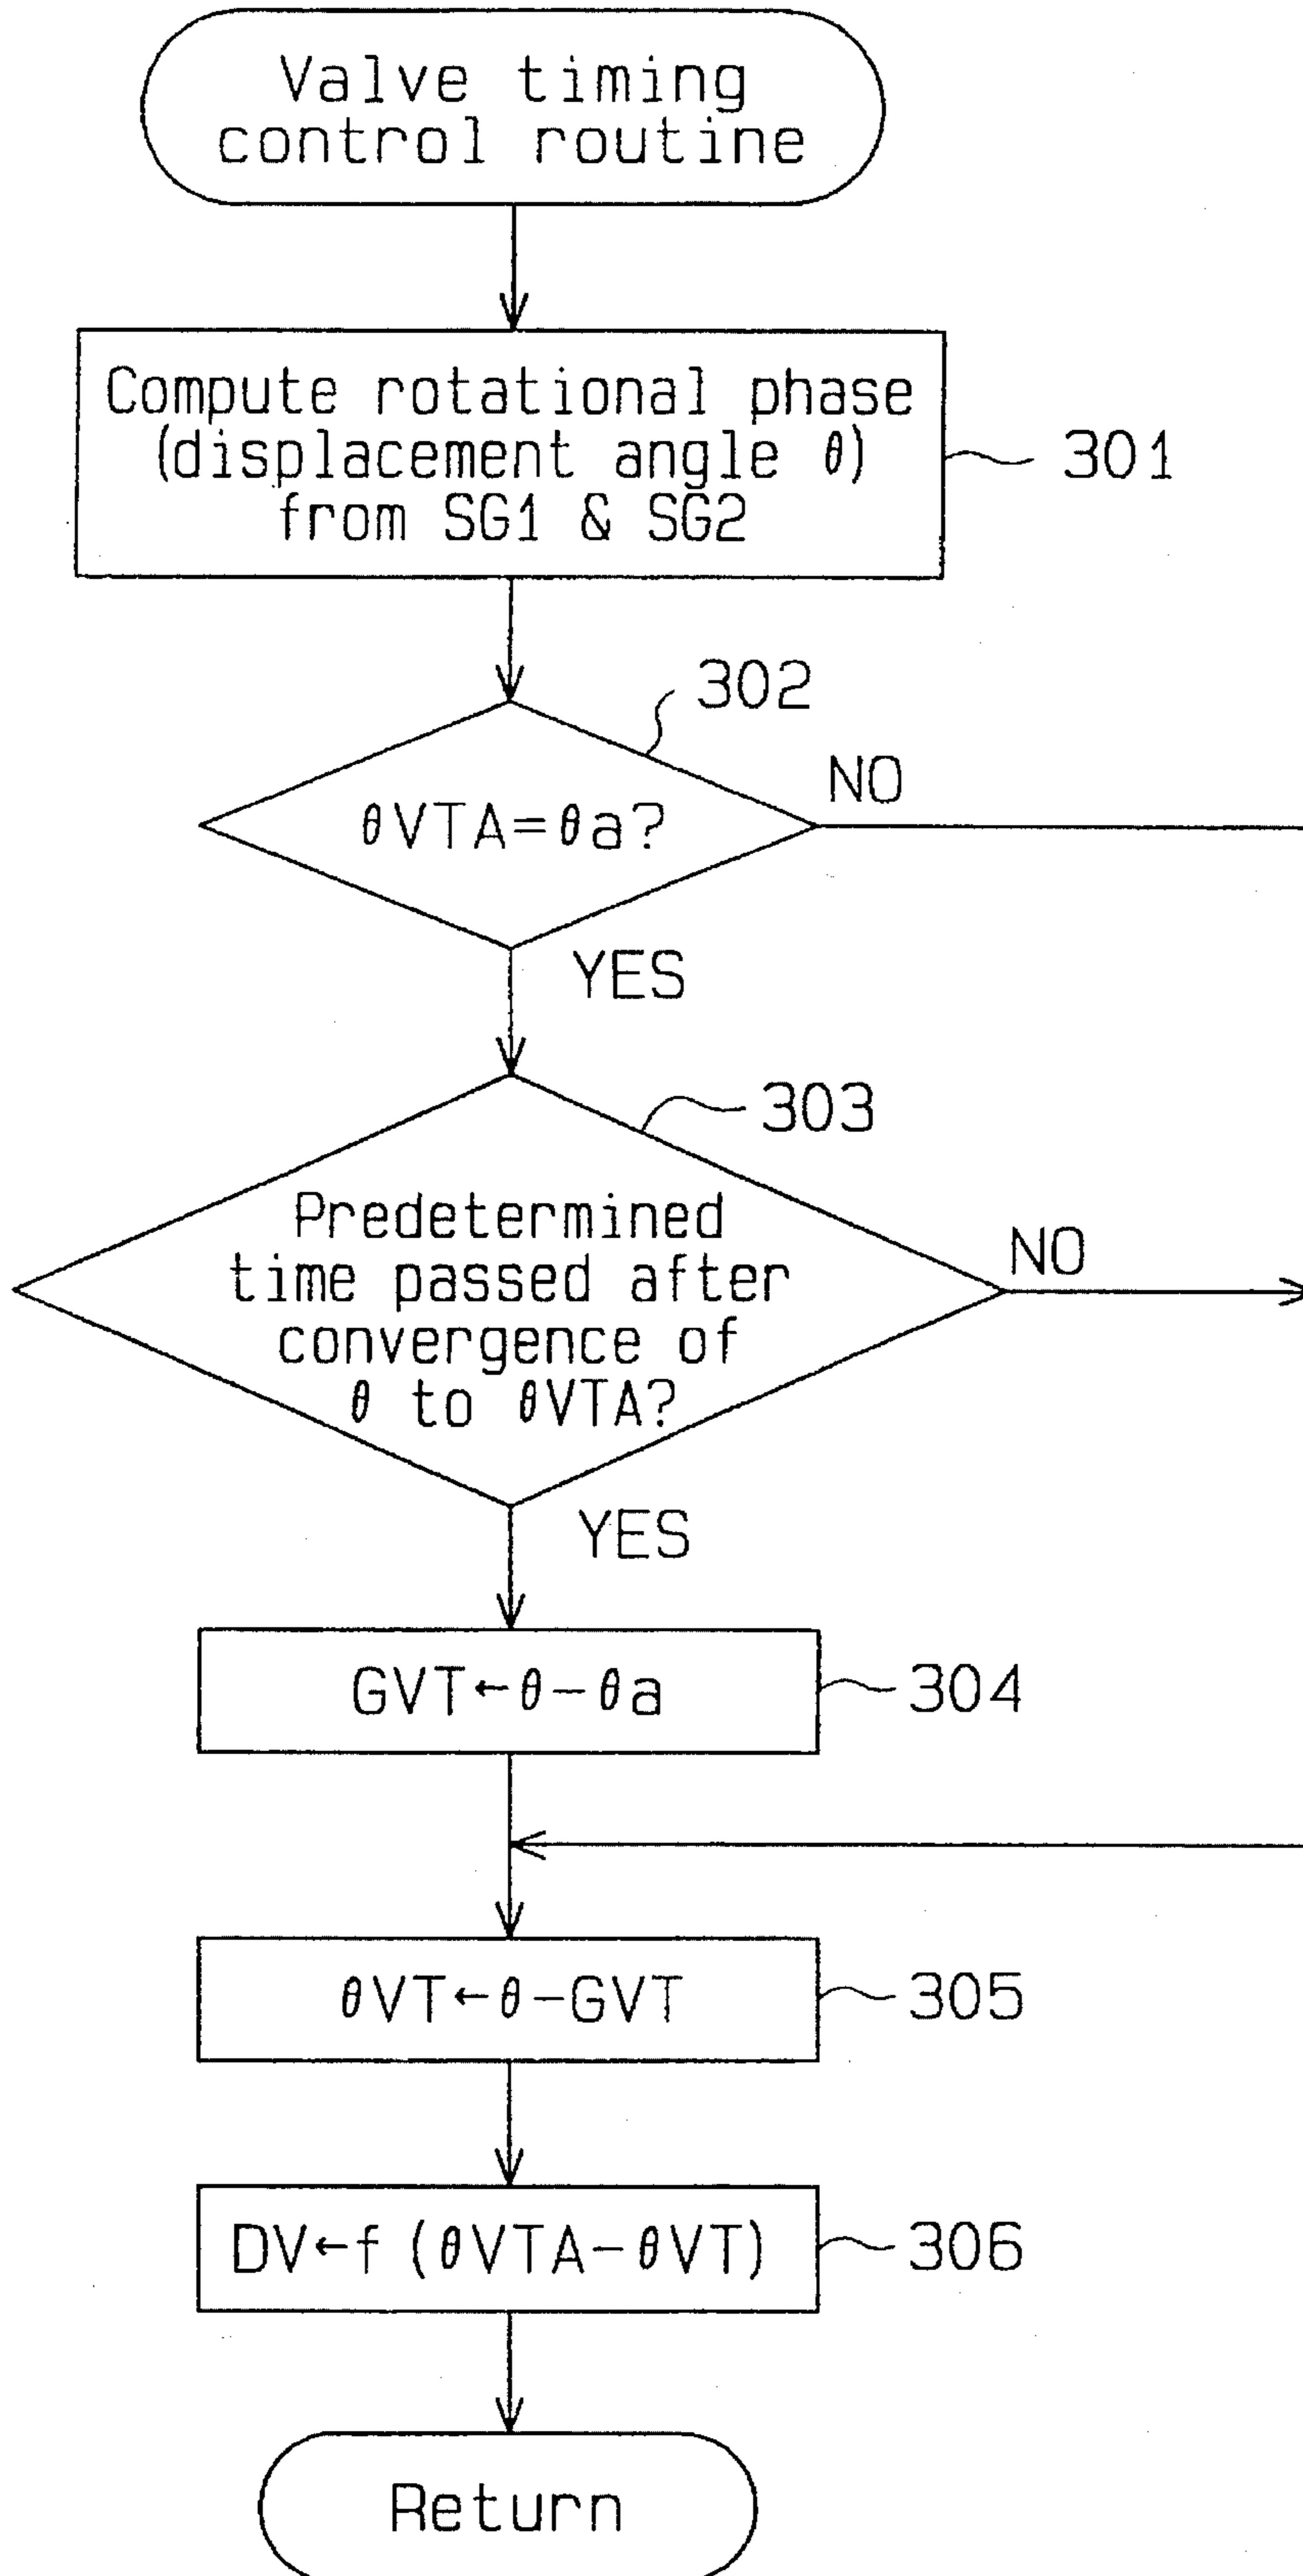 Valve timing
control routine
Compute rotational phase
(displacement angle θ)
from SG1 & SG2
301
302
θVTA=θa?
NO
YES
303
Predetermined
time passed after
convergence of
θ to θVTA?
NO
YES
GVT←θ-θa
304
θVT←θ-GVT
305
DV←f (θVTA-θVT)
306
Return